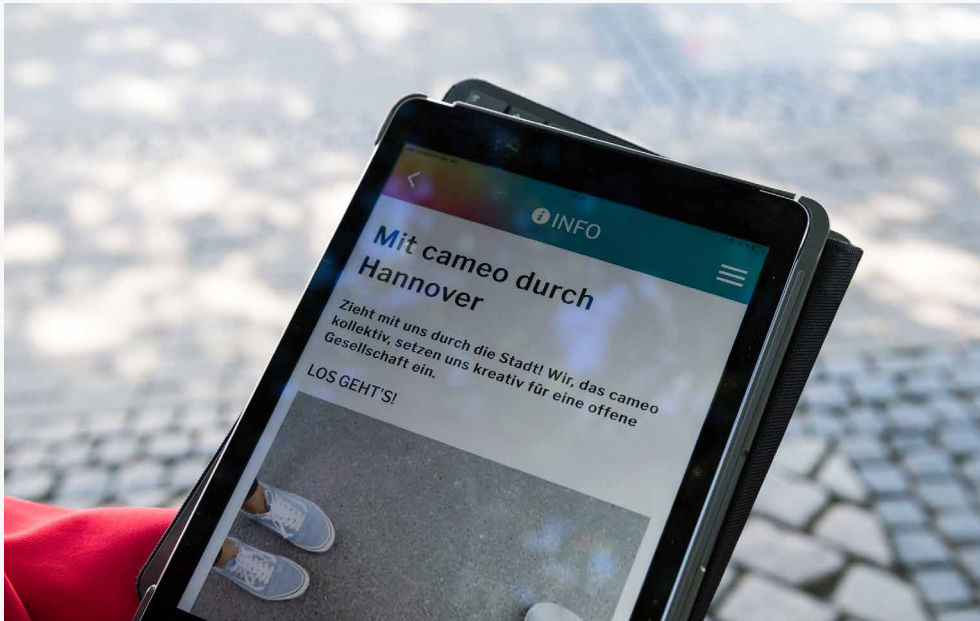 INFO
Mit cameo durch
Hannover
Zieht mit uns durch die Stadt! Wir, das cameo
kollektiv, setzen uns kreativ für eine offene
Gesellschaft ein.
LOS GEHT'S!